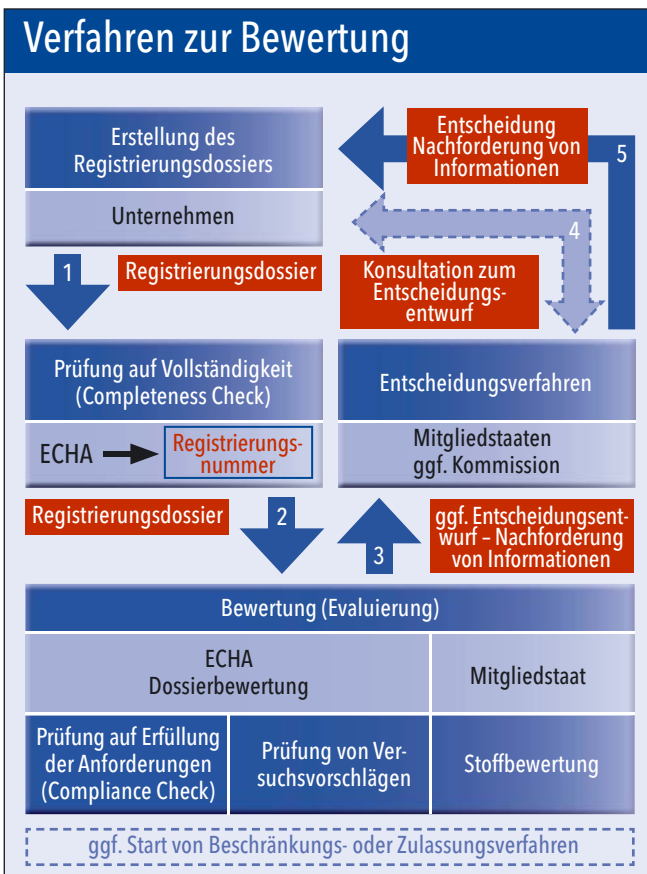 Verfahren zur Bewertung
Erstellung des
Registrierungsdossiers
Unternehmen
Entscheidung
Nachforderung von
Informationen
5
4
1
Registrierungsdossier
Konsultation zum
Entscheidungs-
entwurf
Prüfung auf Vollständigkeit
(Completeness Check)
ECHA
Registrierungs-
nummer
Entscheidungsverfahren
Mitgliedstaaten
ggf. Kommission
Registrierungsdossier
2
3
ggf. Entscheidungsent-
wurf – Nachforderung
von Informationen
Bewertung (Evaluierung)
ECHA
Dossierbewertung
Mitgliedstaat
Prüfung auf Erfüllung
der Anforderungen
(Compliance Check)
Prüfung von Ver-
suchsvorschlägen
Stoffbewertung
ggf. Start von Beschränkungs- oder Zulassungsverfahren